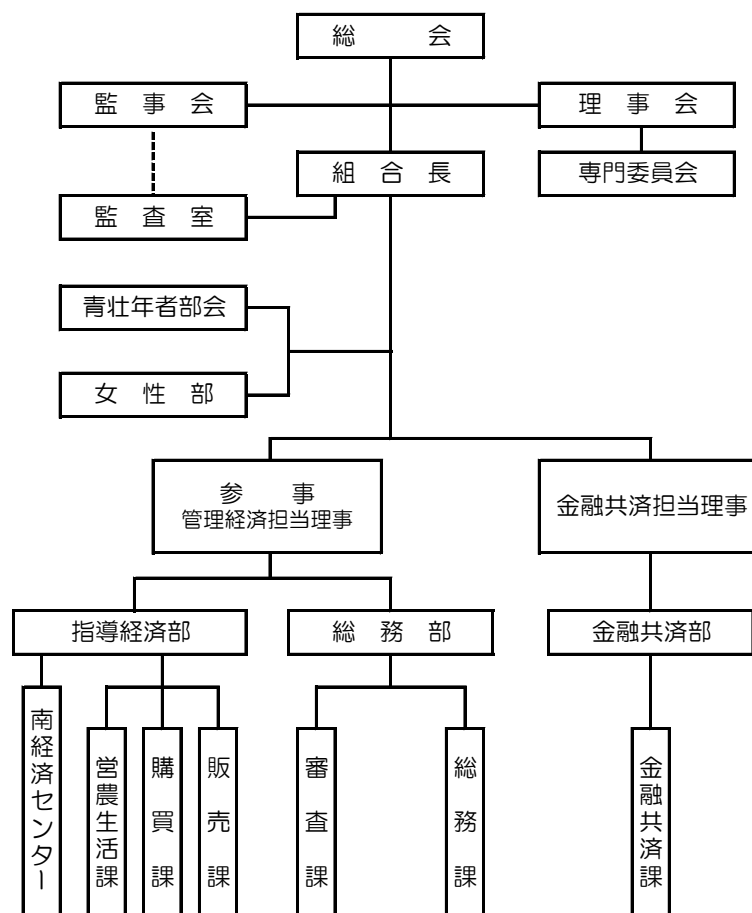 総会
監事会
理事会
組合長
専門委員会
監査室
青壮年者部会
女性部
参事
管理経済担当理事
金融共済担当理事
指導経済部
総務部
金融共済部
南経済センター
営農生活課
購買課
販売課
審査課
総務課
金融共済課